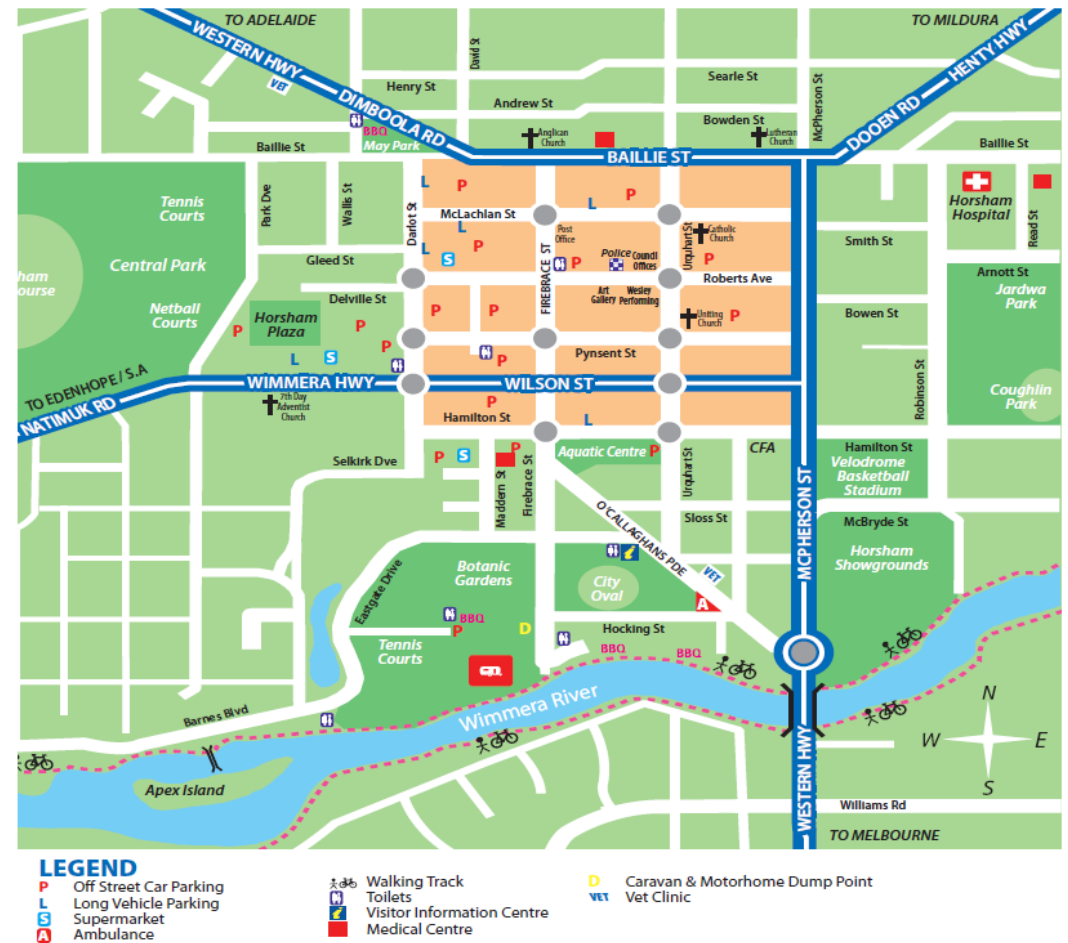 TO ADELAIDE
TO MILDURA
WESTERN HWY
HENTY HWY
David St
VET
Henry St
Searle St
McPherson St
DIMBOOLA RD
Andrew St
DOOEN RD
Bowden St
BBQ
May Park
Anglican
Church
Lutheran
Church
Baillie St
BAILLIE ST
Baillie St
Tennis
Courts
Park Dve
Wallis St
Darlot St
L
P
L
P
McLachlan St
L
Horsham
Hospital
Read St
Post
Office
Urquhart St
Catholic
Church
Smith St
Central Park
Gleed St
L
P
S
FIREBRACE ST
P
Police
Council
Offices
P
Roberts Ave
Arnott St
Jardwa
Park
ham
ourse
Delville St
Art
Gallery
Wesley
Performing
Netball
Courts
Horsham
Plaza
P
P
P
P
Uniting
Church
P
Bowen St
P
L
S
P
Pynsent St
TO EDENHOPE / S.A
NATIMUK RD
WIMMERA HWY
WILSON ST
Robinson St
Coughlin
Park
7th Day
Adventist
Church
P
Hamilton St
L
Selkirk Dve
P
S
P
Maddern St
Firebrace St
Aquatic Centre
P
Urquhart St
CFA
Hamilton St
Velodrome
Basketball
Stadium
MCPHERSON ST
O'CALLAGHANS PDE
Sloss St
McBryde St
Horsham
Showgrounds
Eastgate Drive
Botanic
Gardens
City
Oval
VET
A
BBQ
P
D
Hocking St
Tennis
Courts
BBQ
BBQ
Barnes Blvd
Wimmera River
N
W
E
S
Apex Island
WESTERN HWY
Williams Rd
TO MELBOURNE
LEGEND
P Off Street Car Parking
L Long Vehicle Parking
S Supermarket
A Ambulance
Walking Track
Toilets
Visitor Information Centre
Medical Centre
D Caravan & Motorhome Dump Point
VET Vet Clinic